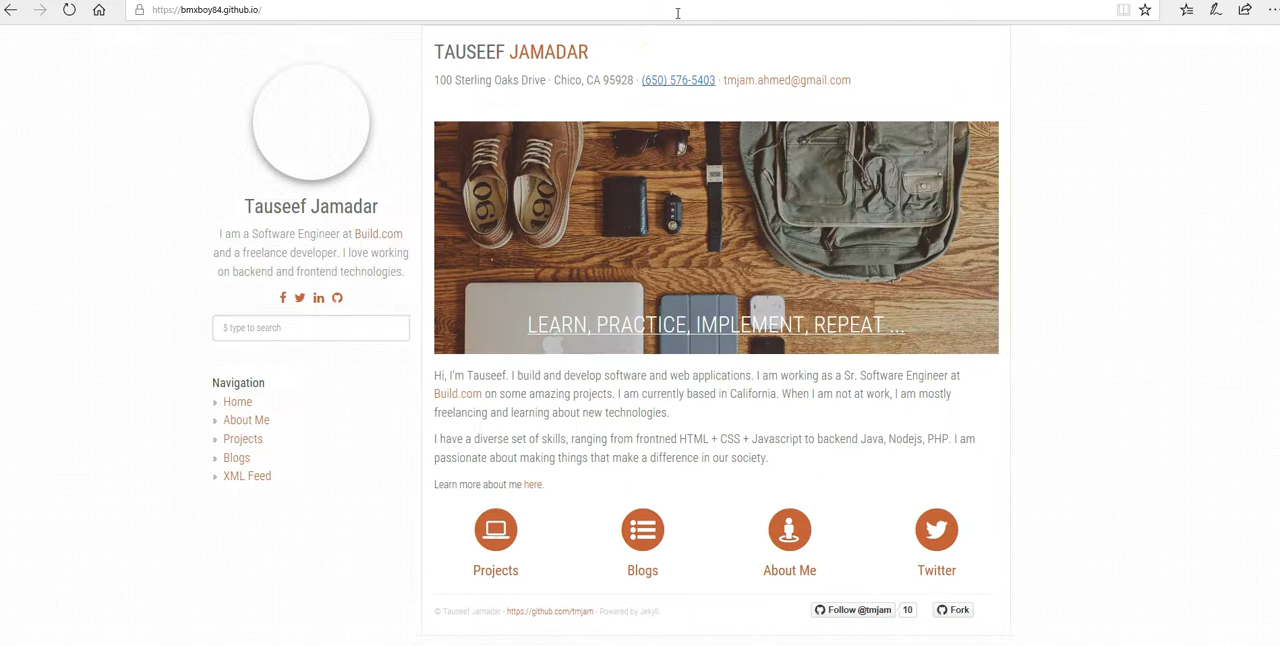 https://bmxboy84.github.io/
TAUSEEF JAMADAR
100 Sterling Oaks Drive · Chico, CA 95928 · (650) 576-5403 · tmjam.ahmed@gmail.com
Tauseef Jamadar
I am a Software Engineer at Build.com
and a freelance developer. I love working
on backend and frontend technologies.
$ type to search
Navigation
» Home
» About Me
» Projects
» Blogs
» XML Feed
LEARN, PRACTICE, IMPLEMENT, REPEAT ...
Hi, I'm Tauseef. I build and develop software and web applications. I am working as a Sr. Software Engineer at
Build.com on some amazing projects. I am currently based in California. When I am not at work, I am mostly
freelancing and learning about new technologies.
I have a diverse set of skills, ranging from frontned HTML + CSS + Javascript to backend Java, Nodejs, PHP. I am
passionate about making things that make a difference in our society.
Learn more about me here.
Projects Blogs About Me Twitter
© Tauseef Jamadar - https://github.com/tmjam - Powered by Jekyll.
Follow @tmjam 10 Fork